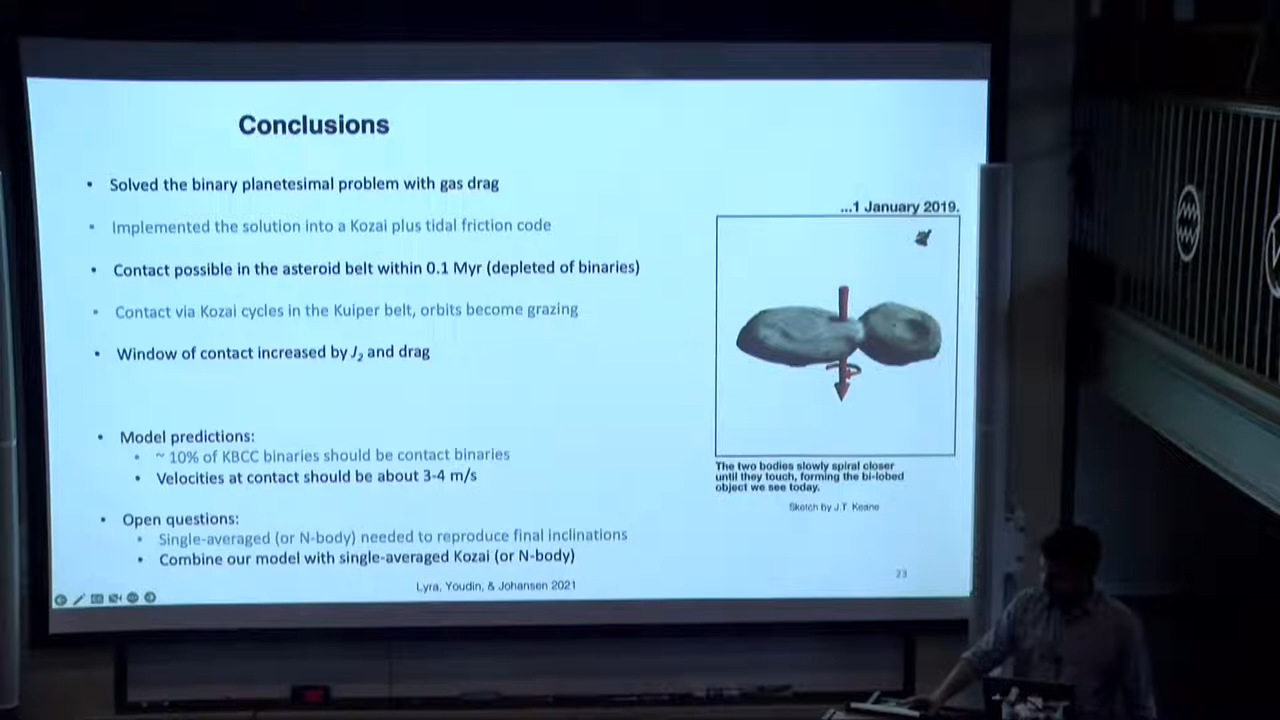 Conclusions
• Solved the binary planetesimal problem with gas drag
• Implemented the solution into a Kozai plus tidal friction code
• Contact possible in the asteroid belt within 0.1 Myr (depleted of binaries)
• Contact via Kozai cycles in the Kuiper belt, orbits become grazing
• Window of contact increased by J₂ and drag
• Model predictions:
• ~ 10% of KBCC binaries should be contact binaries
• Velocities at contact should be about 3-4 m/s
• Open questions:
• Single-averaged (or N-body) needed to reproduce final inclinations
• Combine our model with single-averaged Kozai (or N-body)
Lyra, Youdin, & Johansen 2021
...1 January 2019.
The two bodies slowly spiral closer
until they touch, forming the bi-lobed
object we see today.
Sketch by J.T. Keane
23